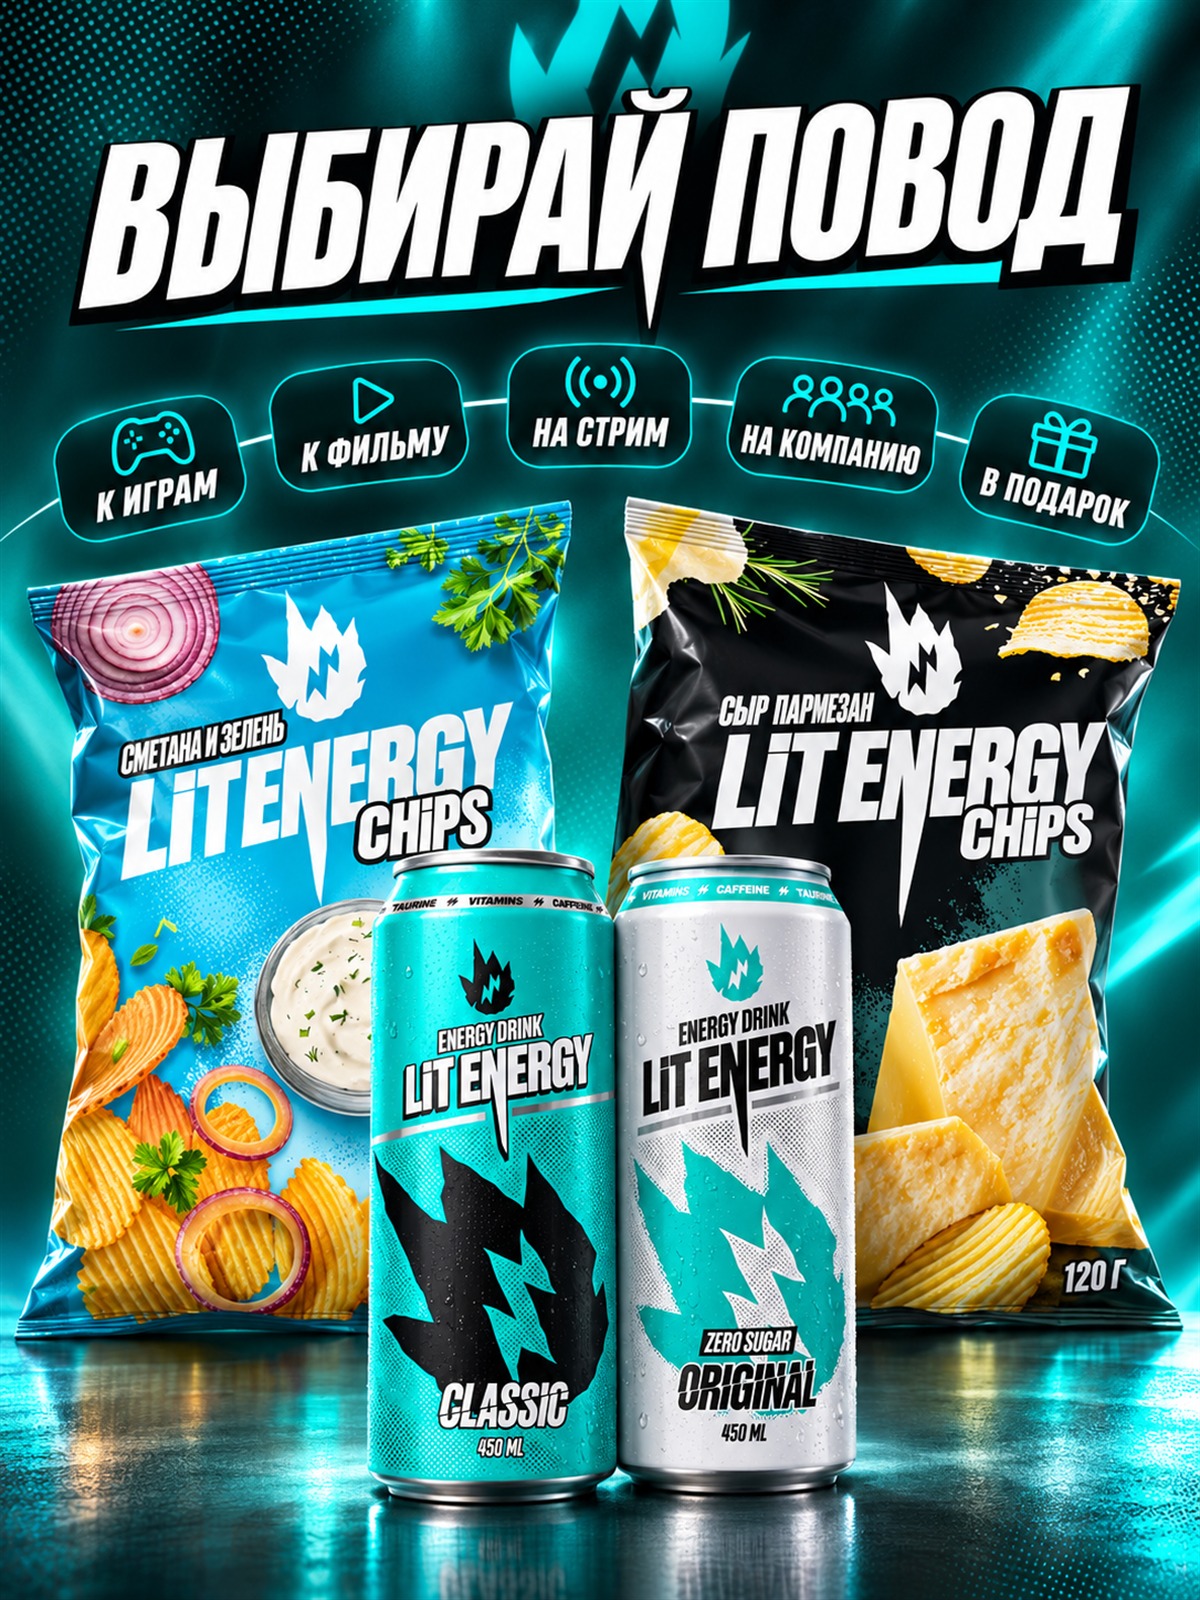 ВЫБИРАЙ ПОВОД
К ИГРАМ
К ФИЛЬМУ
НА СТРИМ
НА КОМПАНИЮ
В ПОДАРОК
СМЕТАНА И ЗЕЛЕНЬ
LIT ENERGY
CHIPS
СЫР ПАРМЕЗАН
LIT ENERGY
CHIPS
120 Г
TAURINE VITAMINS CAFFEINE
ENERGY DRINK
LIT ENERGY
CLASSIC
450 ML
VITAMINS CAFFEINE TAURINE
ENERGY DRINK
LIT ENERGY
ZERO SUGAR
ORIGINAL
450 ML